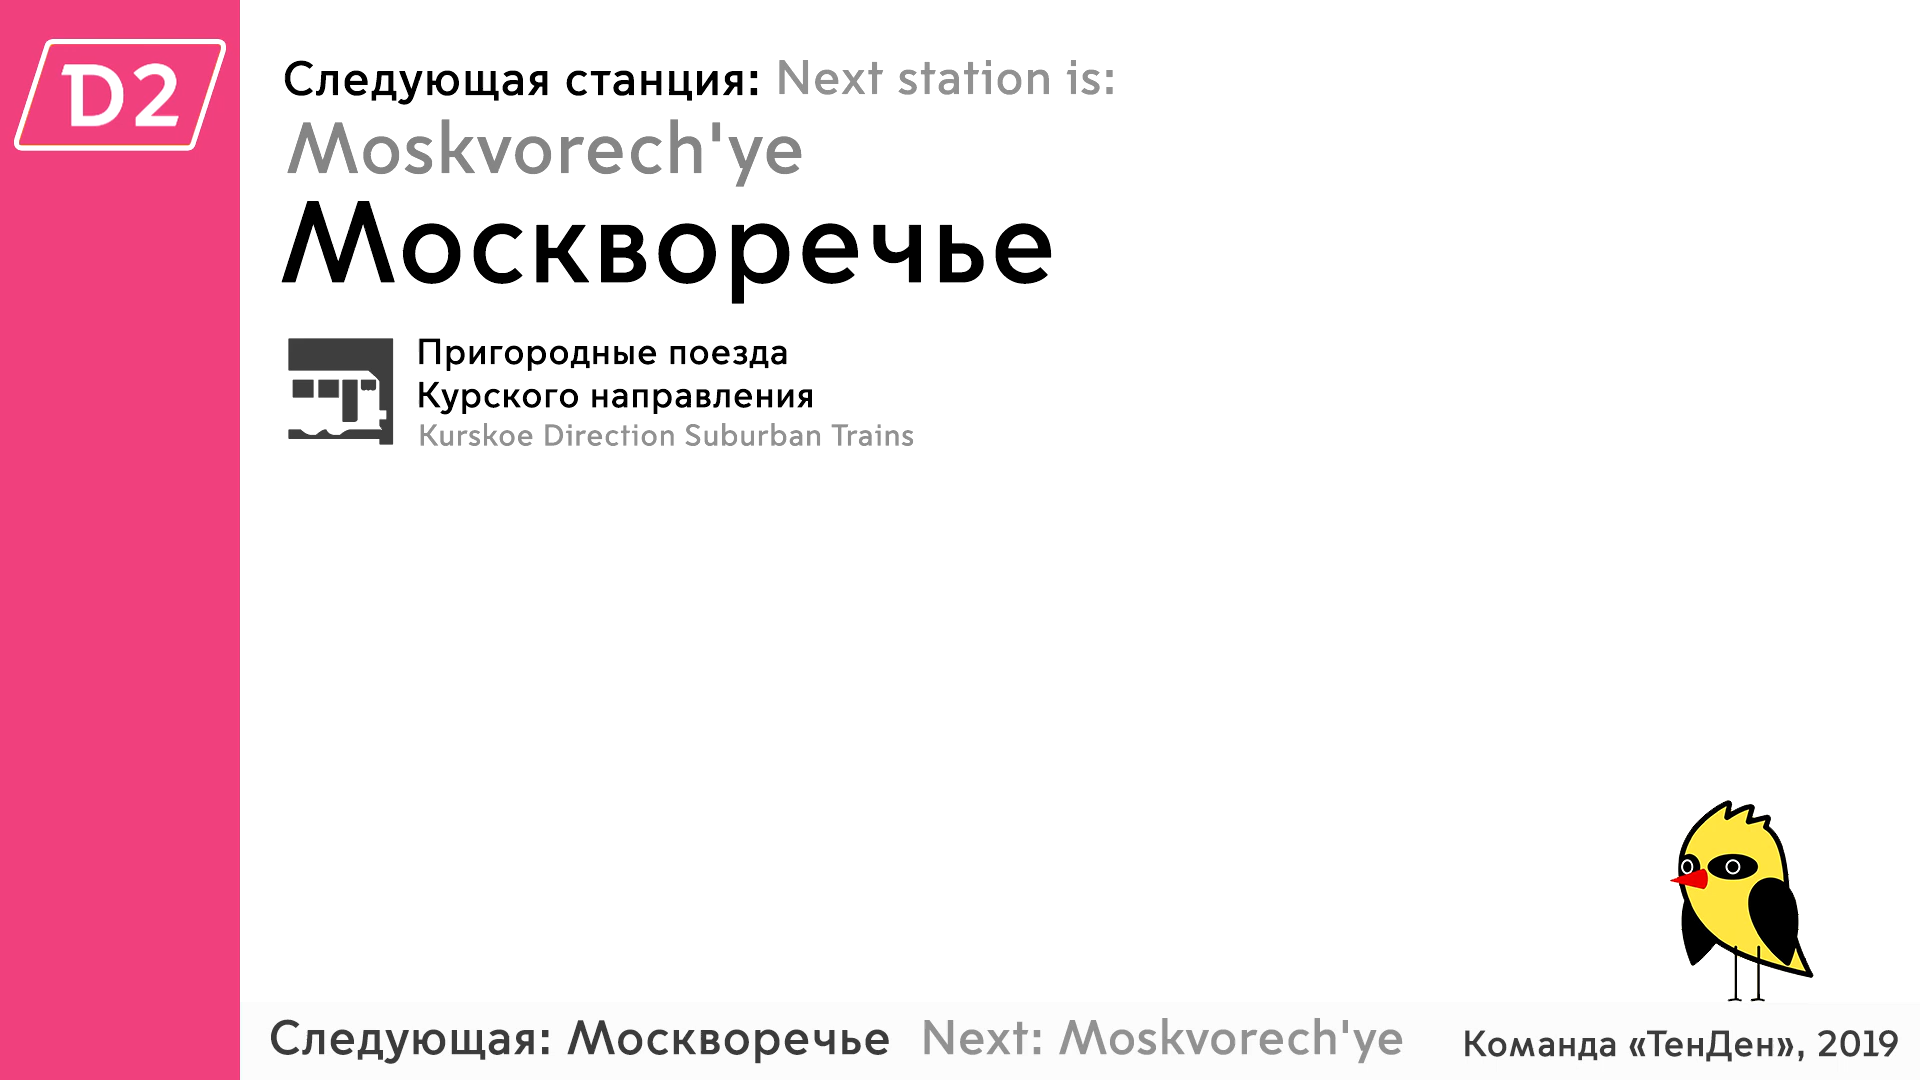 D2
Следующая станция: Next station is:
Moskvorech'ye
Москворечье
Пригородные поезда
Курского направления
Kurskoe Direction Suburban Trains
Следующая: Москворечье Next: Moskvorech'ye Команда «ТенДен», 2019